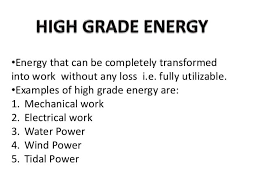 HIGH GRADE ENERGY
•Energy that can be completely transformed
into work without any loss i.e. fully utilizable.
•Examples of high grade energy are:
1. Mechanical work
2. Electrical work
3. Water Power
4. Wind Power
5. Tidal Power